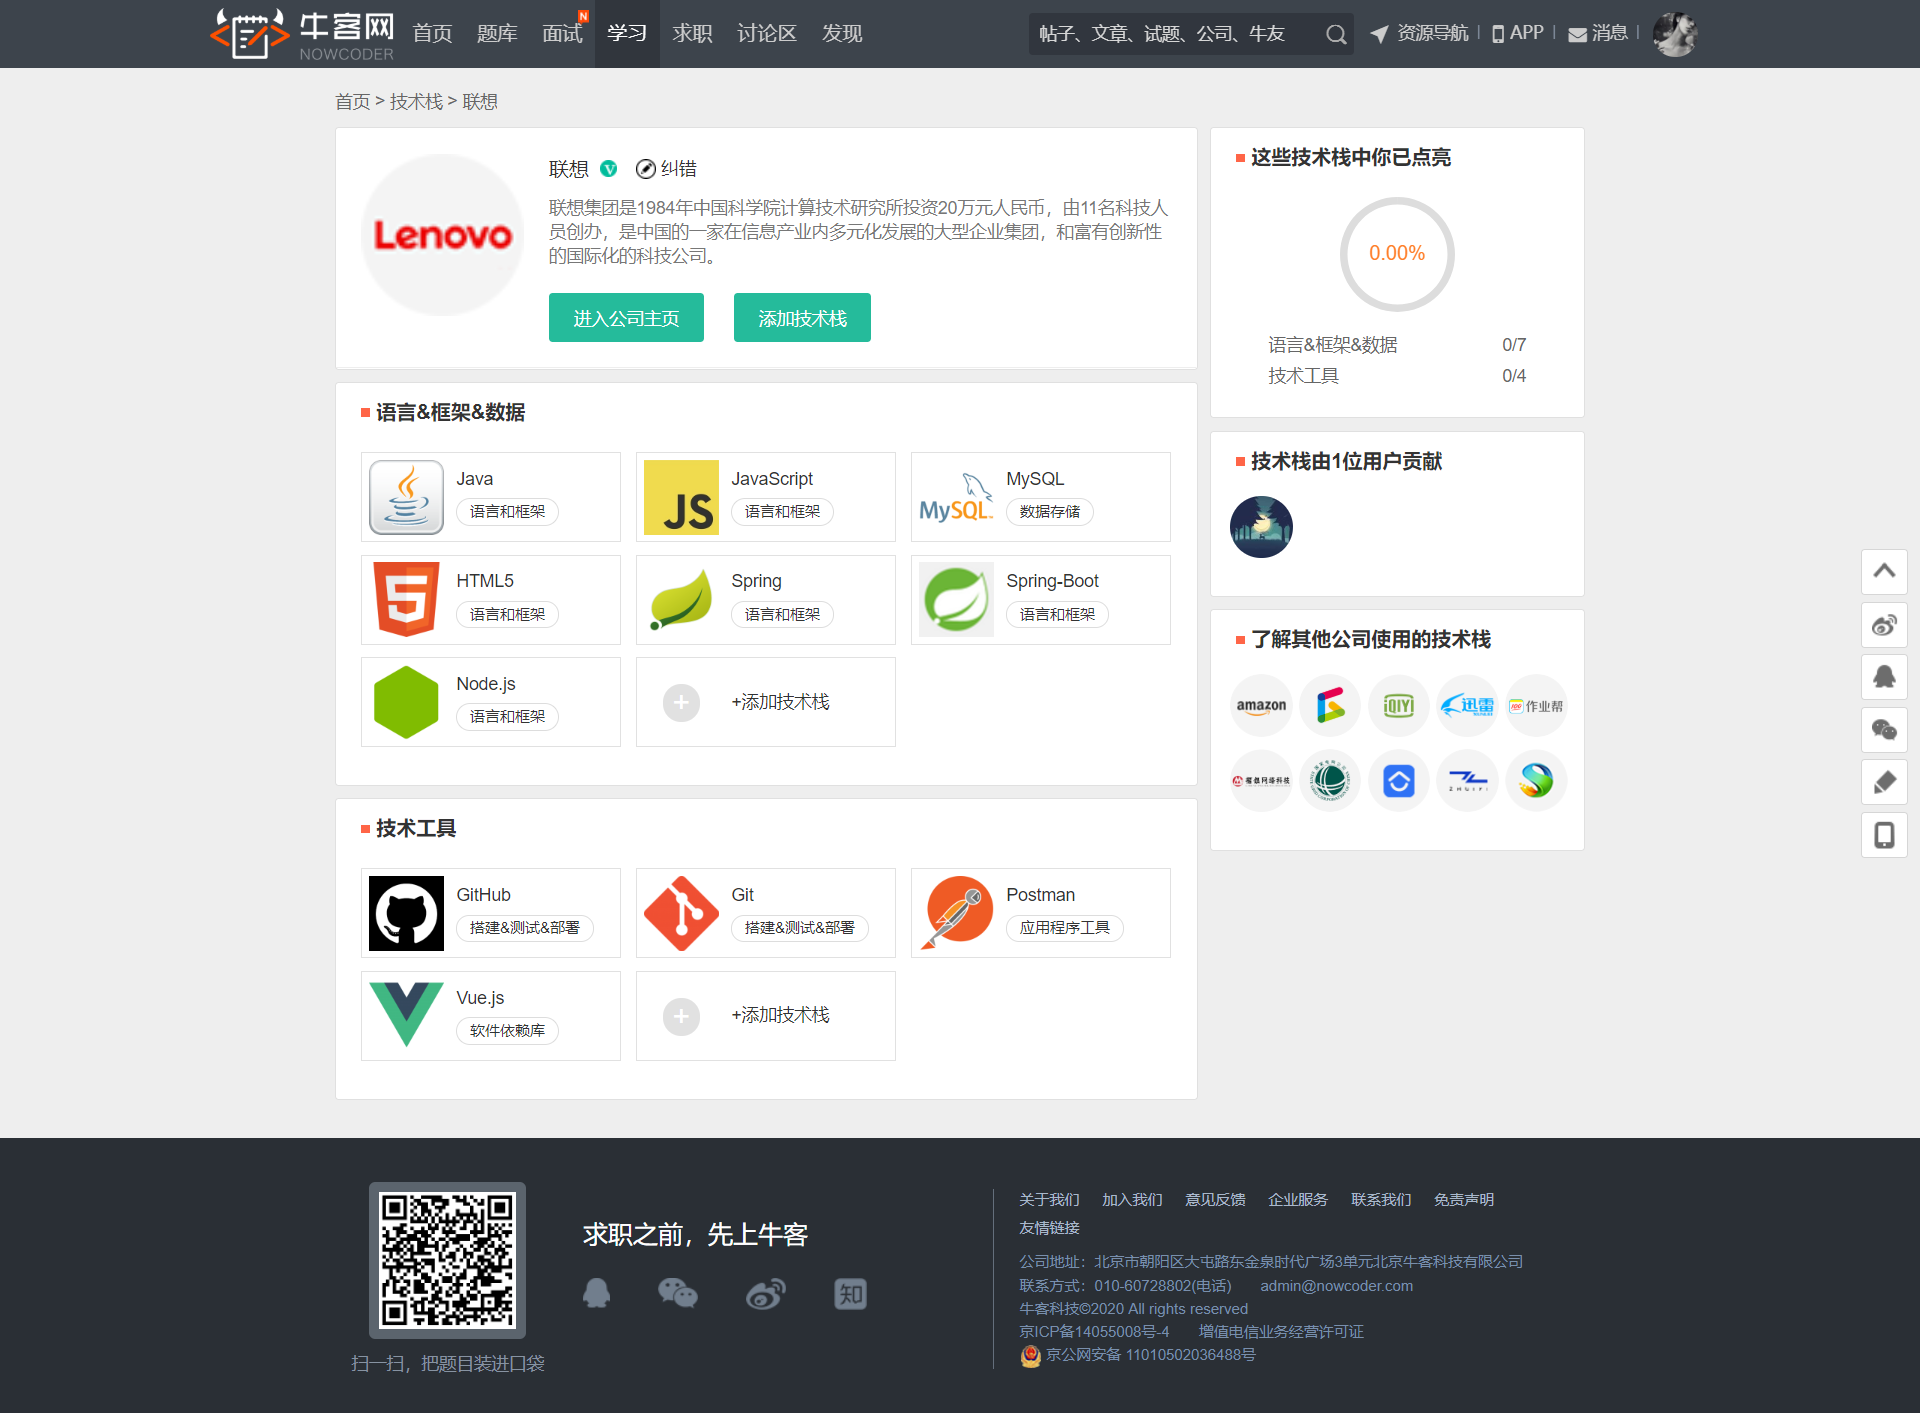 牛客网
NOWCODER
首页
题库
面试
N
学习
求职
讨论区
发现
帖子、文章、试题、公司、牛友
资源导航
APP
消息
首页 > 技术栈 > 联想
Lenovo
联想
V
纠错
联想集团是1984年中国科学院计算技术研究所投资20万元人民币，由11名科技人
员创办，是中国的一家在信息产业内多元化发展的大型企业集团，和富有创新性
的国际化的科技公司。
进入公司主页
添加技术栈
语言&框架&数据
Java
语言和框架
JS
JavaScript
语言和框架
MySQL
MySQL
数据存储
5
HTML5
语言和框架
Spring
语言和框架
Spring-Boot
语言和框架
Node.js
语言和框架
+添加技术栈
技术工具
GitHub
搭建&测试&部署
Git
搭建&测试&部署
Postman
应用程序工具
Vue.js
软件依赖库
+添加技术栈
这些技术栈中你已点亮
0.00%
语言&框架&数据
0/7
技术工具
0/4
技术栈由1位用户贡献
了解其他公司使用的技术栈
amazon
QIYI
迅雷
作业帮
网络科技
ZHUIYI
求职之前，先上牛客
知
扫一扫，把题目装进口袋
关于我们
加入我们
意见反馈
企业服务
联系我们
免责声明
友情链接
公司地址：北京市朝阳区大屯路东金泉时代广场3单元北京牛客科技有限公司
联系方式：010-60728802(电话)
admin@nowcoder.com
牛客科技©2020 All rights reserved
京ICP备14055008号-4
增值电信业务经营许可证
京公网安备 11010502036488号